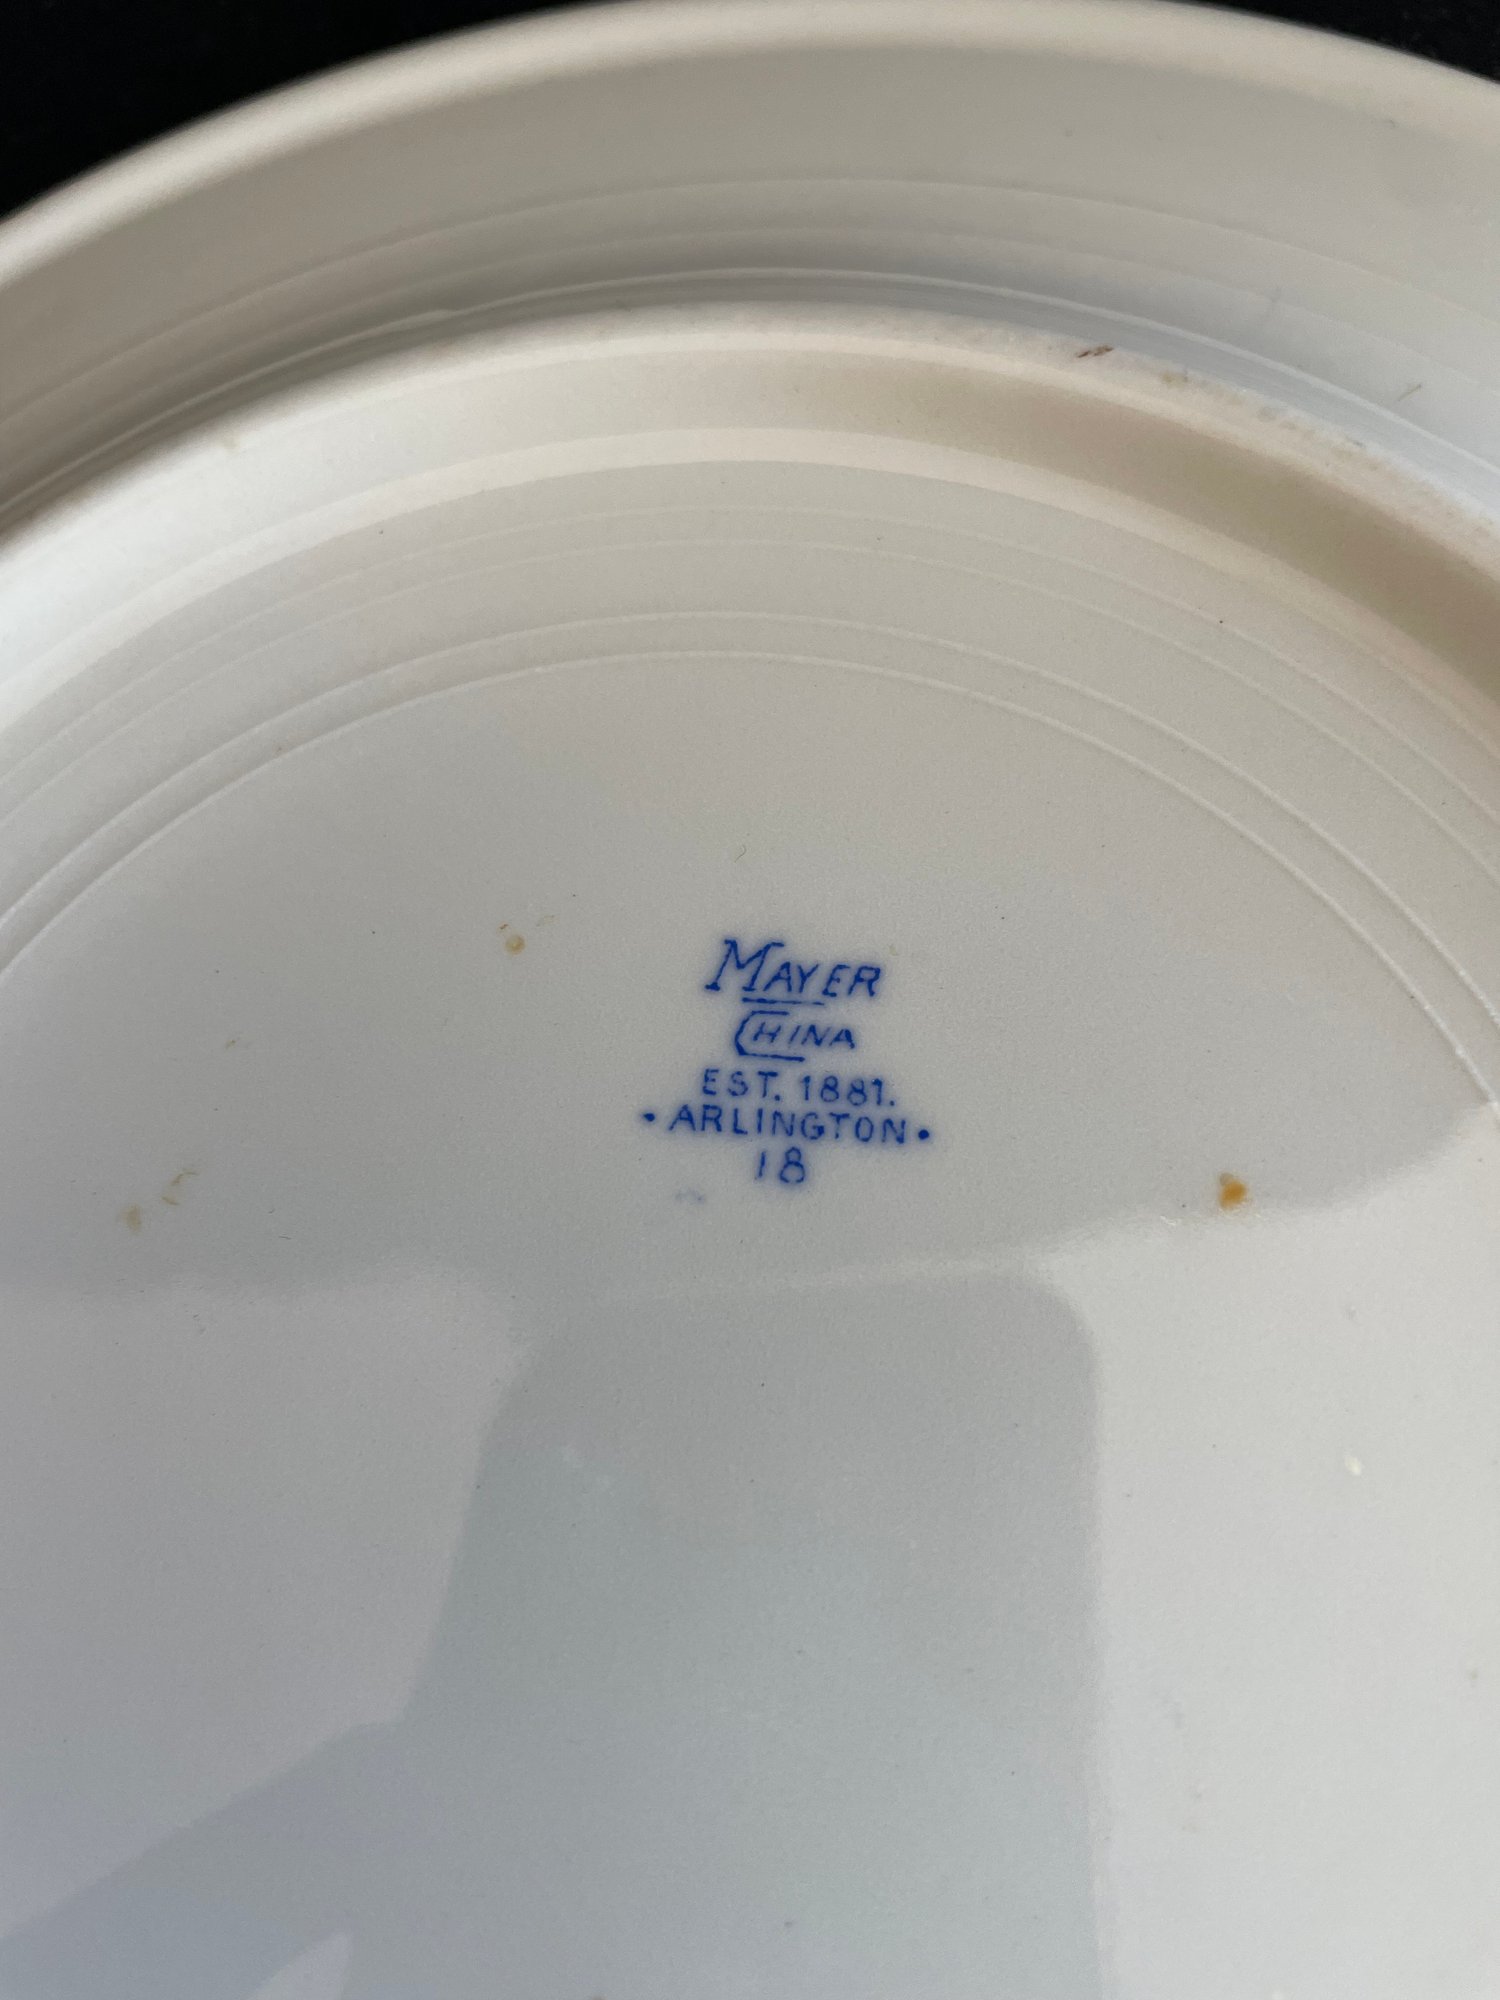 MAYER
CHINA
EST. 1881.
• ARLINGTON •
18